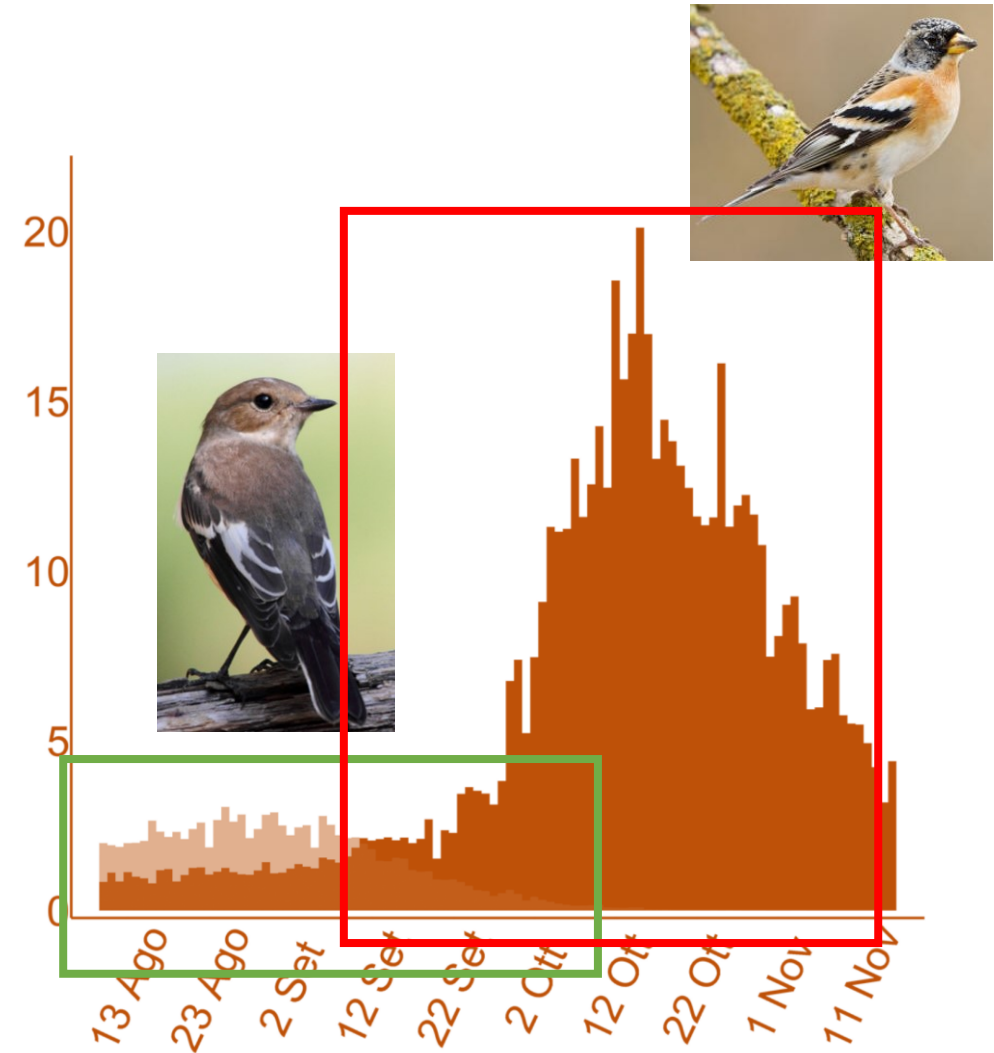 20
15
10
5
0
13 Ago
23 Ago
2 Set
12 Set
22 Set
2 Ott
12 Ott
22 Ott
1 Nov
11 Nov